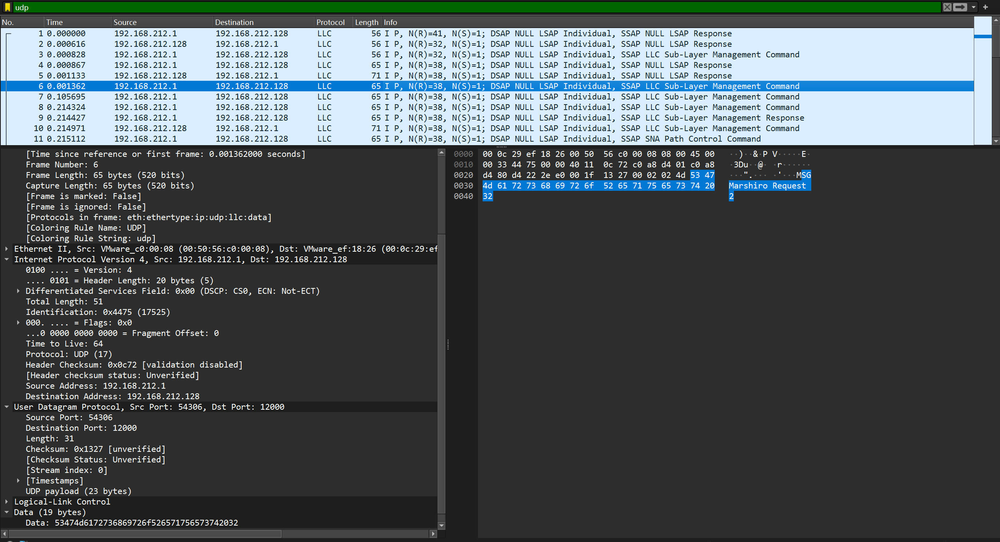 udp
No. Time Source Destination Protocol Length Info
1 0.000000 192.168.212.1 192.168.212.128 LLC 56 I P, N(R)=41, N(S)=1; DSAP NULL LSAP Individual, SSAP NULL LSAP Response
2 0.000616 192.168.212.128 192.168.212.1 LLC 56 I P, N(R)=32, N(S)=1; DSAP NULL LSAP Individual, SSAP NULL LSAP Response
3 0.000828 192.168.212.1 192.168.212.128 LLC 56 I P, N(R)=32, N(S)=1; DSAP NULL LSAP Individual, SSAP LLC Sub-Layer Management Command
4 0.000867 192.168.212.1 192.168.212.128 LLC 65 I P, N(R)=38, N(S)=1; DSAP NULL LSAP Individual, SSAP NULL LSAP Response
5 0.001133 192.168.212.128 192.168.212.1 LLC 71 I P, N(R)=38, N(S)=1; DSAP NULL LSAP Individual, SSAP NULL LSAP Response
6 0.001362 192.168.212.1 192.168.212.128 LLC 65 I P, N(R)=38, N(S)=1; DSAP NULL LSAP Individual, SSAP LLC Sub-Layer Management Command
7 0.105695 192.168.212.1 192.168.212.128 LLC 65 I P, N(R)=38, N(S)=1; DSAP NULL LSAP Individual, SSAP LLC Sub-Layer Management Command
8 0.214324 192.168.212.1 192.168.212.128 LLC 65 I P, N(R)=38, N(S)=1; DSAP NULL LSAP Individual, SSAP LLC Sub-Layer Management Command
9 0.214427 192.168.212.1 192.168.212.128 LLC 65 I P, N(R)=38, N(S)=1; DSAP NULL LSAP Individual, SSAP LLC Sub-Layer Management Response
10 0.214971 192.168.212.128 192.168.212.1 LLC 71 I P, N(R)=38, N(S)=1; DSAP NULL LSAP Individual, SSAP LLC Sub-Layer Management Command
11 0.215112 192.168.212.1 192.168.212.128 LLC 65 I P, N(R)=38, N(S)=1; DSAP NULL LSAP Individual, SSAP SNA Path Control Command
[Time since reference or first frame: 0.001362000 seconds]
Frame Number: 6
Frame Length: 65 bytes (520 bits)
Capture Length: 65 bytes (520 bits)
[Frame is marked: False]
[Frame is ignored: False]
[Protocols in frame: eth:ethertype:ip:udp:llc:data]
[Coloring Rule Name: UDP]
[Coloring Rule String: udp]
Ethernet II, Src: VMware_c0:00:08 (00:50:56:c0:00:08), Dst: VMware_ef:18:26 (00:0c:29:ef
Internet Protocol Version 4, Src: 192.168.212.1, Dst: 192.168.212.128
0100 .... = Version: 4
.... 0101 = Header Length: 20 bytes (5)
Differentiated Services Field: 0x00 (DSCP: CS0, ECN: Not-ECT)
Total Length: 51
Identification: 0x4475 (17525)
000. .... = Flags: 0x0
...0 0000 0000 0000 = Fragment Offset: 0
Time to Live: 64
Protocol: UDP (17)
Header Checksum: 0x0c72 [validation disabled]
[Header checksum status: Unverified]
Source Address: 192.168.212.1
Destination Address: 192.168.212.128
User Datagram Protocol, Src Port: 54306, Dst Port: 12000
Source Port: 54306
Destination Port: 12000
Length: 31
Checksum: 0x1327 [unverified]
[Checksum Status: Unverified]
[Stream index: 0]
[Timestamps]
UDP payload (23 bytes)
Logical-Link Control
Data (19 bytes)
Data: 53474d6172736869726f526571756573742032
0000 00 0c 29 ef 18 26 00 50 56 c0 00 08 08 00 45 00 ··)··&·P V·····E·
0010 00 33 44 75 00 00 40 11 0c 72 c0 a8 d4 01 c0 a8 ·3Du··@· ·r······
0020 d4 80 d4 22 2e e0 00 1f 13 27 00 02 02 4d 53 47 ···".··· ·'···MSG
0030 4d 61 72 73 68 69 72 6f 52 65 71 75 65 73 74 20 Marshiro Request
0040 32 2